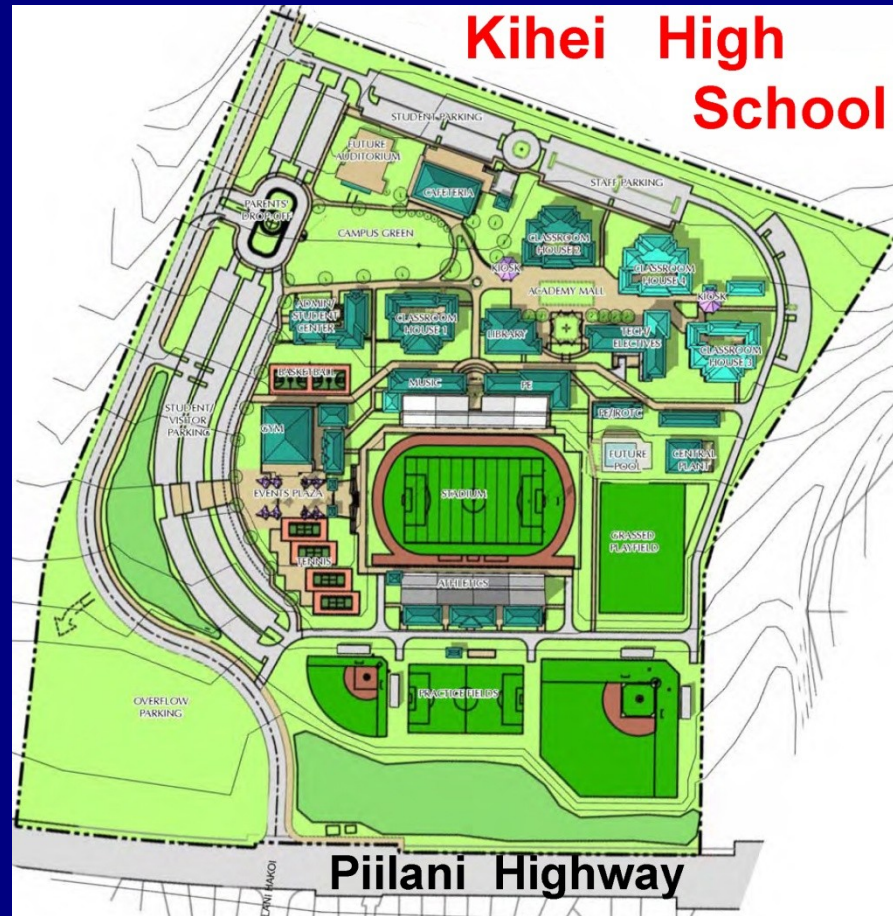 Kihei High
School
STUDENT PARKING
FUTURE
AUDITORIUM
STAFF PARKING
CAFETERIA
PARENTS'
DROP-OFF
CAMPUS GREEN
CLASSROOM
HOUSE 2
KIOSK
CLASSROOM
HOUSE 4
ACADEMY MALL
KIOSK
ADMIN/
STUDENT
CENTER
CLASSROOM
HOUSE 1
LIBRARY
TECH/
ELECTIVES
CLASSROOM
HOUSE 3
BASKETBALL
MUSIC
PE
STUDENT/
VISITOR
PARKING
GYM
PE/JROTC
FUTURE
POOL
CENTRAL
PLANT
EVENTS PLAZA
STADIUM
GRASSED
PLAYFIELD
TENNIS
ATHLETICS
OVERFLOW
PARKING
PRACTICE FIELDS
Piilani Highway